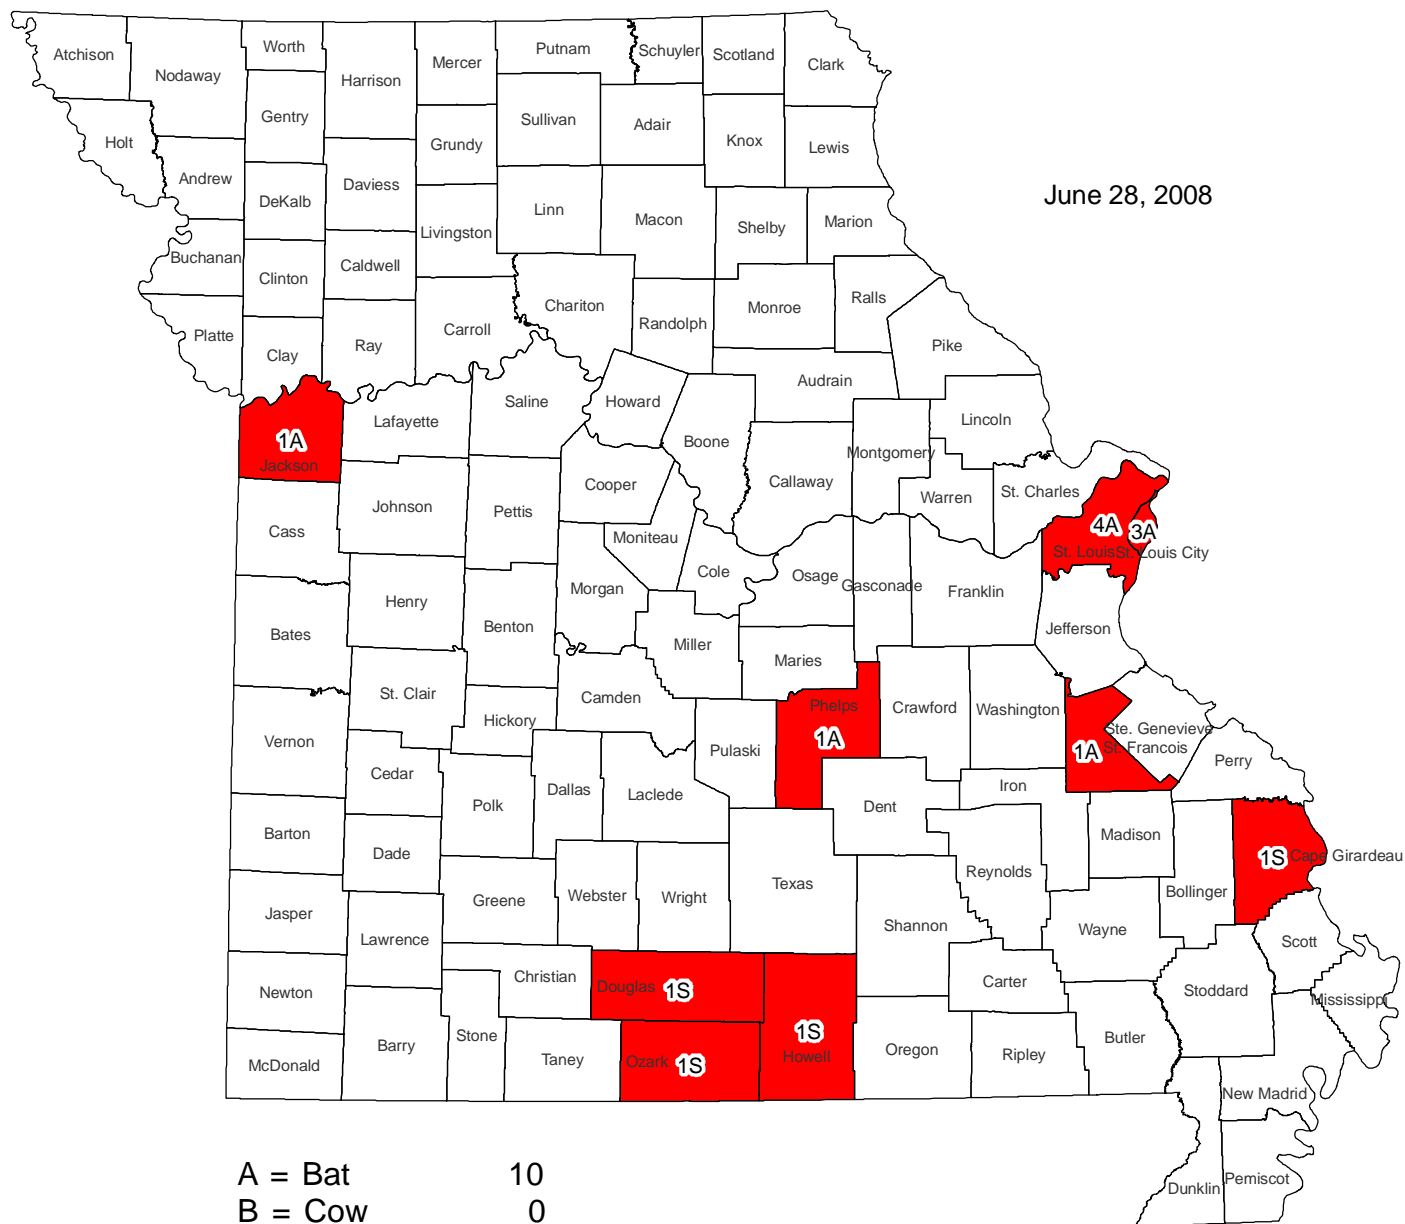 Atchison
Nodaway
Worth
Harrison
Mercer
Putnam
Schuyler
Scotland
Clark
Holt
Gentry
Sullivan
Adair
Knox
Lewis
Grundy
Andrew
DeKalb
Daviess
Livingston
Linn
Macon
Shelby
Marion
June 28, 2008
Buchanan
Clinton
Caldwell
Chariton
Randolph
Monroe
Ralls
Platte
Clay
Ray
Carroll
Pike
Audrain
Lafayette
Saline
Howard
Boone
Lincoln
1A
Jackson
Montgomery
Callaway
Cooper
Johnson
Pettis
Warren
St. Charles
Cass
Moniteau
4A
3A
St. Louis
St. Louis City
Cole
Osage
Gasconade
Franklin
Morgan
Henry
Benton
Bates
Miller
Jefferson
Maries
St. Clair
Camden
Hickory
Phelps
1A
Crawford
Washington
Vernon
Pulaski
Ste. Genevieve
1A
St. Francois
Perry
Cedar
Polk
Dallas
Laclede
Dent
Iron
Barton
Dade
Madison
1S
Cape Girardeau
Texas
Reynolds
Jasper
Greene
Webster
Wright
Bollinger
Lawrence
Shannon
Wayne
Scott
Christian
Douglas
1S
Carter
Stoddard
Mississippi
Newton
Stone
Barry
Taney
Ozark
1S
1S
Howell
Oregon
Ripley
Butler
McDonald
New Madrid
Dunklin
Pemiscot
A = Bat 10
B = Cow 0